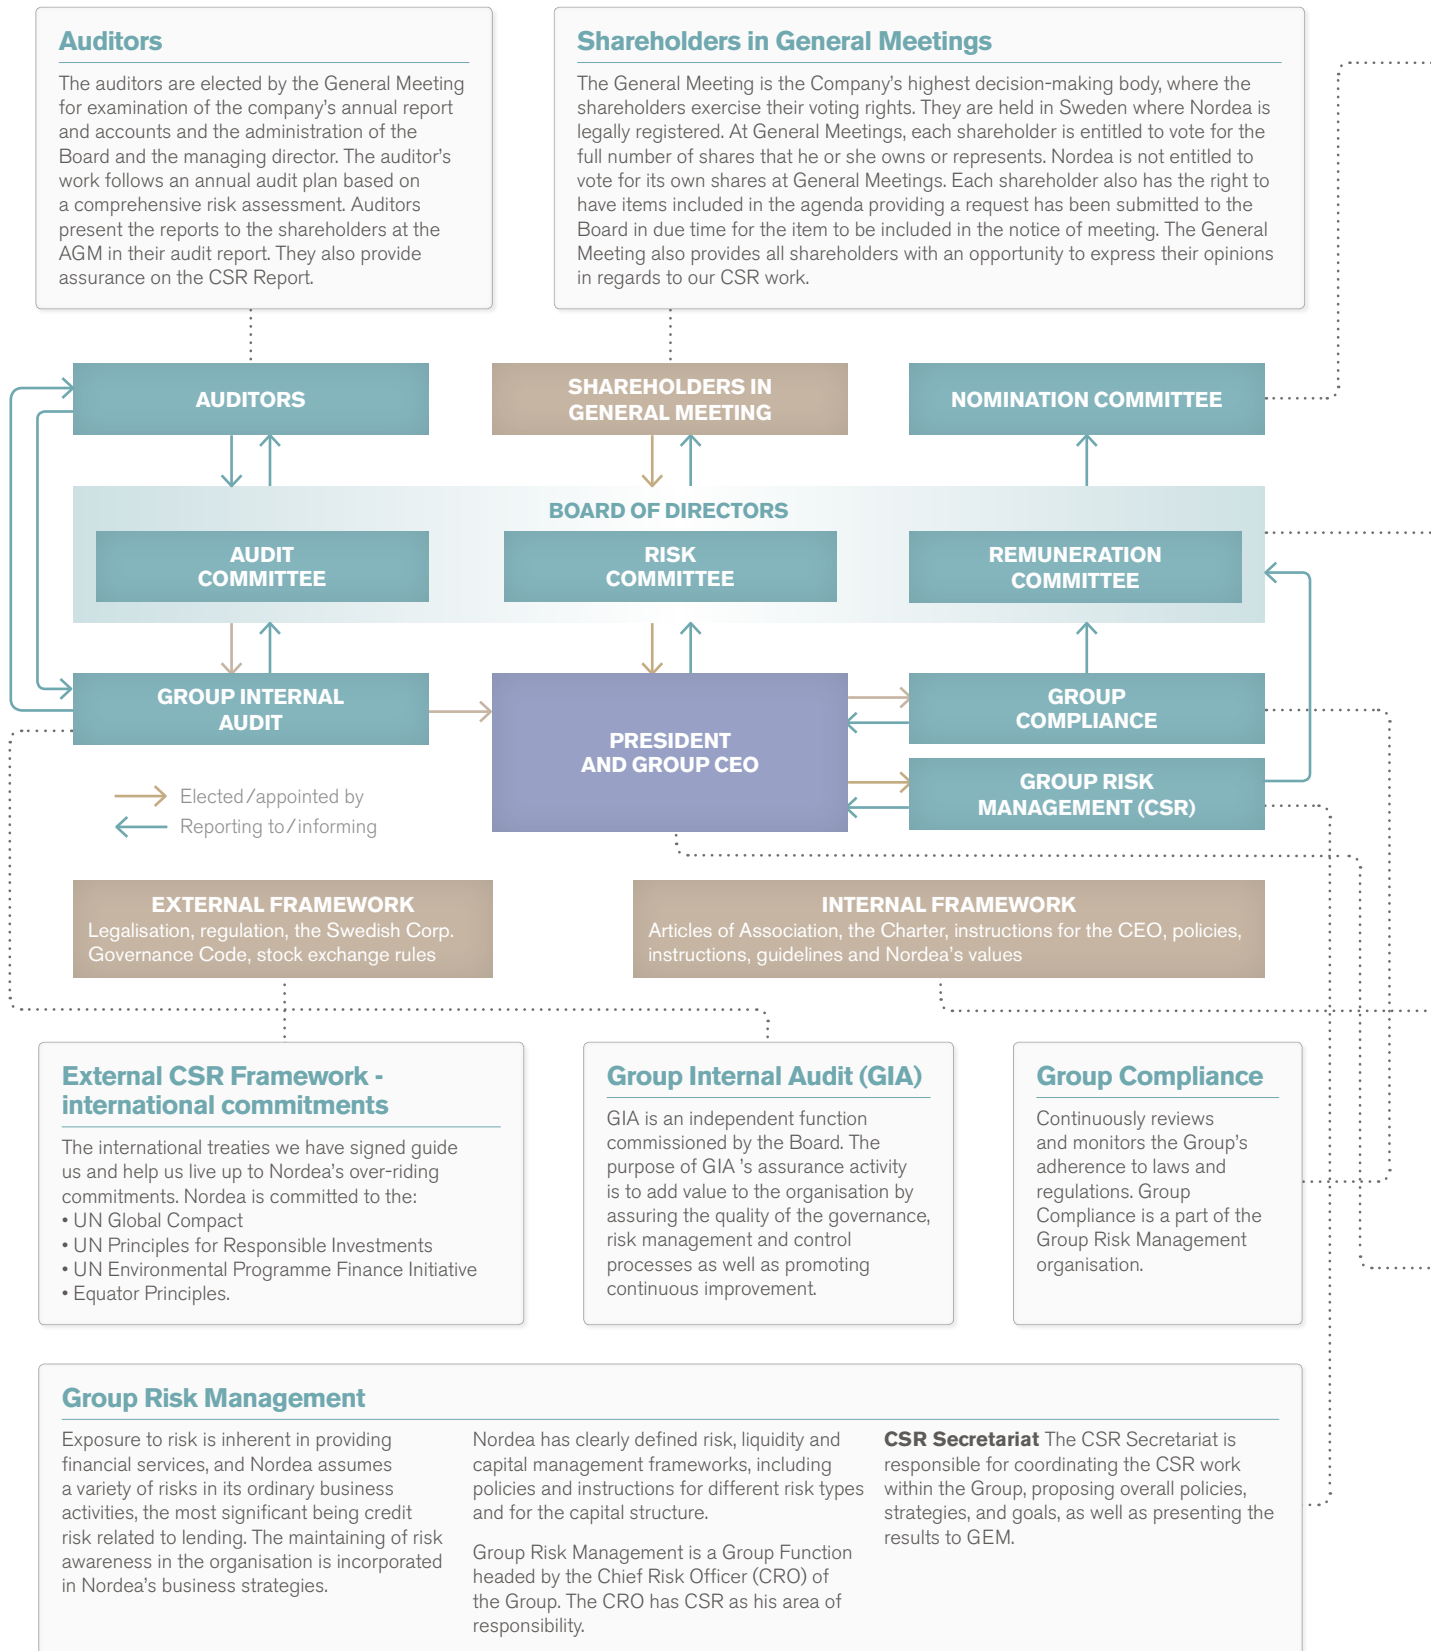 Auditors
The auditors are elected by the General Meeting
for examination of the company's annual report
and accounts and the administration of the
Board and the managing director. The auditor's
work follows an annual audit plan based on
a comprehensive risk assessment. Auditors
present the reports to the shareholders at the
AGM in their audit report. They also provide
assurance on the CSR Report.
Shareholders in General Meetings
The General Meeting is the Company's highest decision-making body, where the
shareholders exercise their voting rights. They are held in Sweden where Nordea is
legally registered. At General Meetings, each shareholder is entitled to vote for the
full number of shares that he or she owns or represents. Nordea is not entitled to
vote for its own shares at General Meetings. Each shareholder also has the right to
have items included in the agenda providing a request has been submitted to the
Board in due time for the item to be included in the notice of meeting. The General
Meeting also provides all shareholders with an opportunity to express their opinions
in regards to our CSR work.
AUDITORS
SHAREHOLDERS IN
GENERAL MEETING
NOMINATION COMMITTEE
BOARD OF DIRECTORS
AUDIT
COMMITTEE
RISK
COMMITTEE
REMUNERATION
COMMITTEE
GROUP INTERNAL
AUDIT
PRESIDENT
AND GROUP CEO
GROUP
COMPLIANCE
GROUP RISK
MANAGEMENT (CSR)
Elected/appointed by
Reporting to/informing
EXTERNAL FRAMEWORK
Legalisation, regulation, the Swedish Corp.
Governance Code, stock exchange rules
INTERNAL FRAMEWORK
Articles of Association, the Charter, instructions for the CEO, policies,
instructions, guidelines and Nordea's values
External CSR Framework -
international commitments
The international treaties we have signed guide
us and help us live up to Nordea's over-riding
commitments. Nordea is committed to the:
• UN Global Compact
• UN Principles for Responsible Investments
• UN Environmental Programme Finance Initiative
• Equator Principles.
Group Internal Audit (GIA)
GIA is an independent function
commissioned by the Board. The
purpose of GIA 's assurance activity
is to add value to the organisation by
assuring the quality of the governance,
risk management and control
processes as well as promoting
continuous improvement.
Group Compliance
Continuously reviews
and monitors the Group's
adherence to laws and
regulations. Group
Compliance is a part of the
Group Risk Management
organisation.
Group Risk Management
Exposure to risk is inherent in providing
financial services, and Nordea assumes
a variety of risks in its ordinary business
activities, the most significant being credit
risk related to lending. The maintaining of risk
awareness in the organisation is incorporated
in Nordea's business strategies.
Nordea has clearly defined risk, liquidity and
capital management frameworks, including
policies and instructions for different risk types
and for the capital structure.
Group Risk Management is a Group Function
headed by the Chief Risk Officer (CRO) of
the Group. The CRO has CSR as his area of
responsibility.
CSR Secretariat The CSR Secretariat is
responsible for coordinating the CSR work
within the Group, proposing overall policies,
strategies, and goals, as well as presenting the
results to GEM.